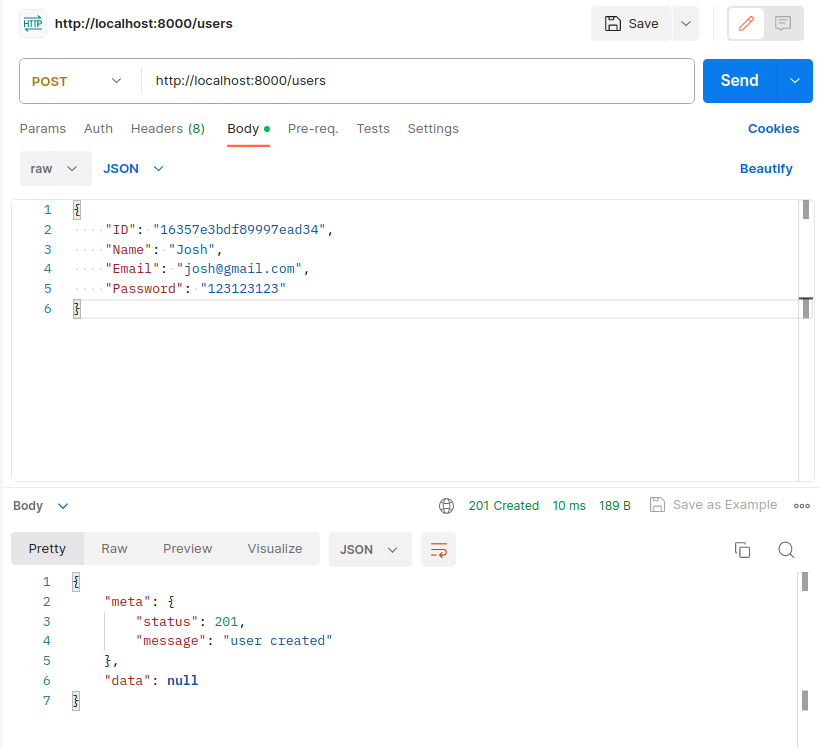 HTTP http://localhost:8000/users Save
POST http://localhost:8000/users Send
Params Auth Headers (8) Body Pre-req. Tests Settings Cookies
raw JSON Beautify
1 {
2 ····"ID":·"16357e3bdf89997ead34",
3 ····"Name":·"Josh",
4 ····"Email":·"josh@gmail.com",
5 ····"Password":·"123123123"
6 }
Body 201 Created 10 ms 189 B Save as Example
Pretty Raw Preview Visualize JSON
1 {
2 "meta": {
3 "status": 201,
4 "message": "user created"
5 },
6 "data": null
7 }